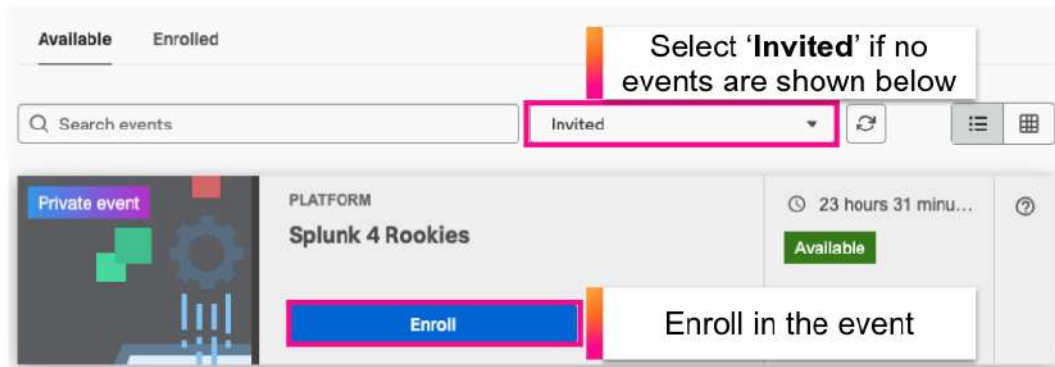 Available Enrolled
Select ‘Invited’ if no
events are shown below
Search events
Invited
Private event
PLATFORM
Splunk 4 Rookies
23 hours 31 minu...
Available
Enroll
Enroll in the event